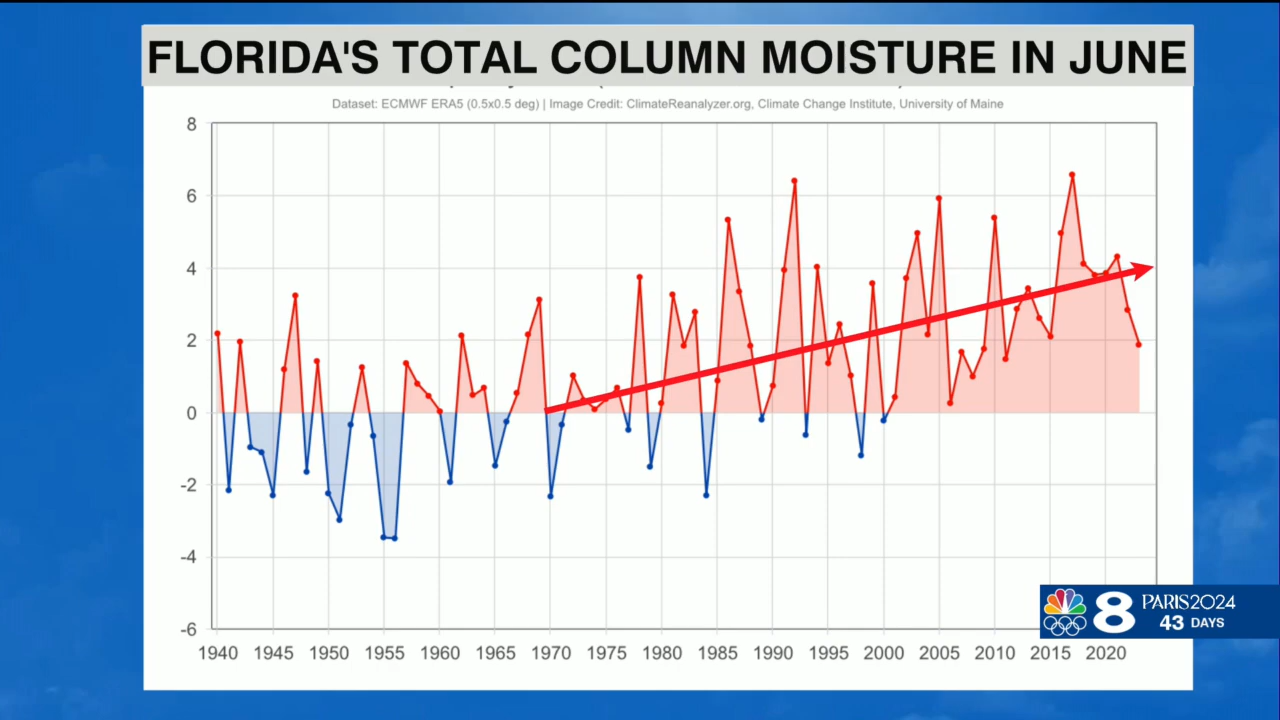 FLORIDA'S TOTAL COLUMN MOISTURE IN JUNE
Dataset: ECMWF ERA5 (0.5x0.5 deg) | Image Credit: ClimateReanalyzer.org, Climate Change Institute, University of Maine
8
6
4
2
0
-2
-4
-6
1940 1945 1950 1955 1960 1965 1970 1975 1980 1985 1990 1995 2000 2005 2010 2015 2020
8 PARIS2024
43 DAYS